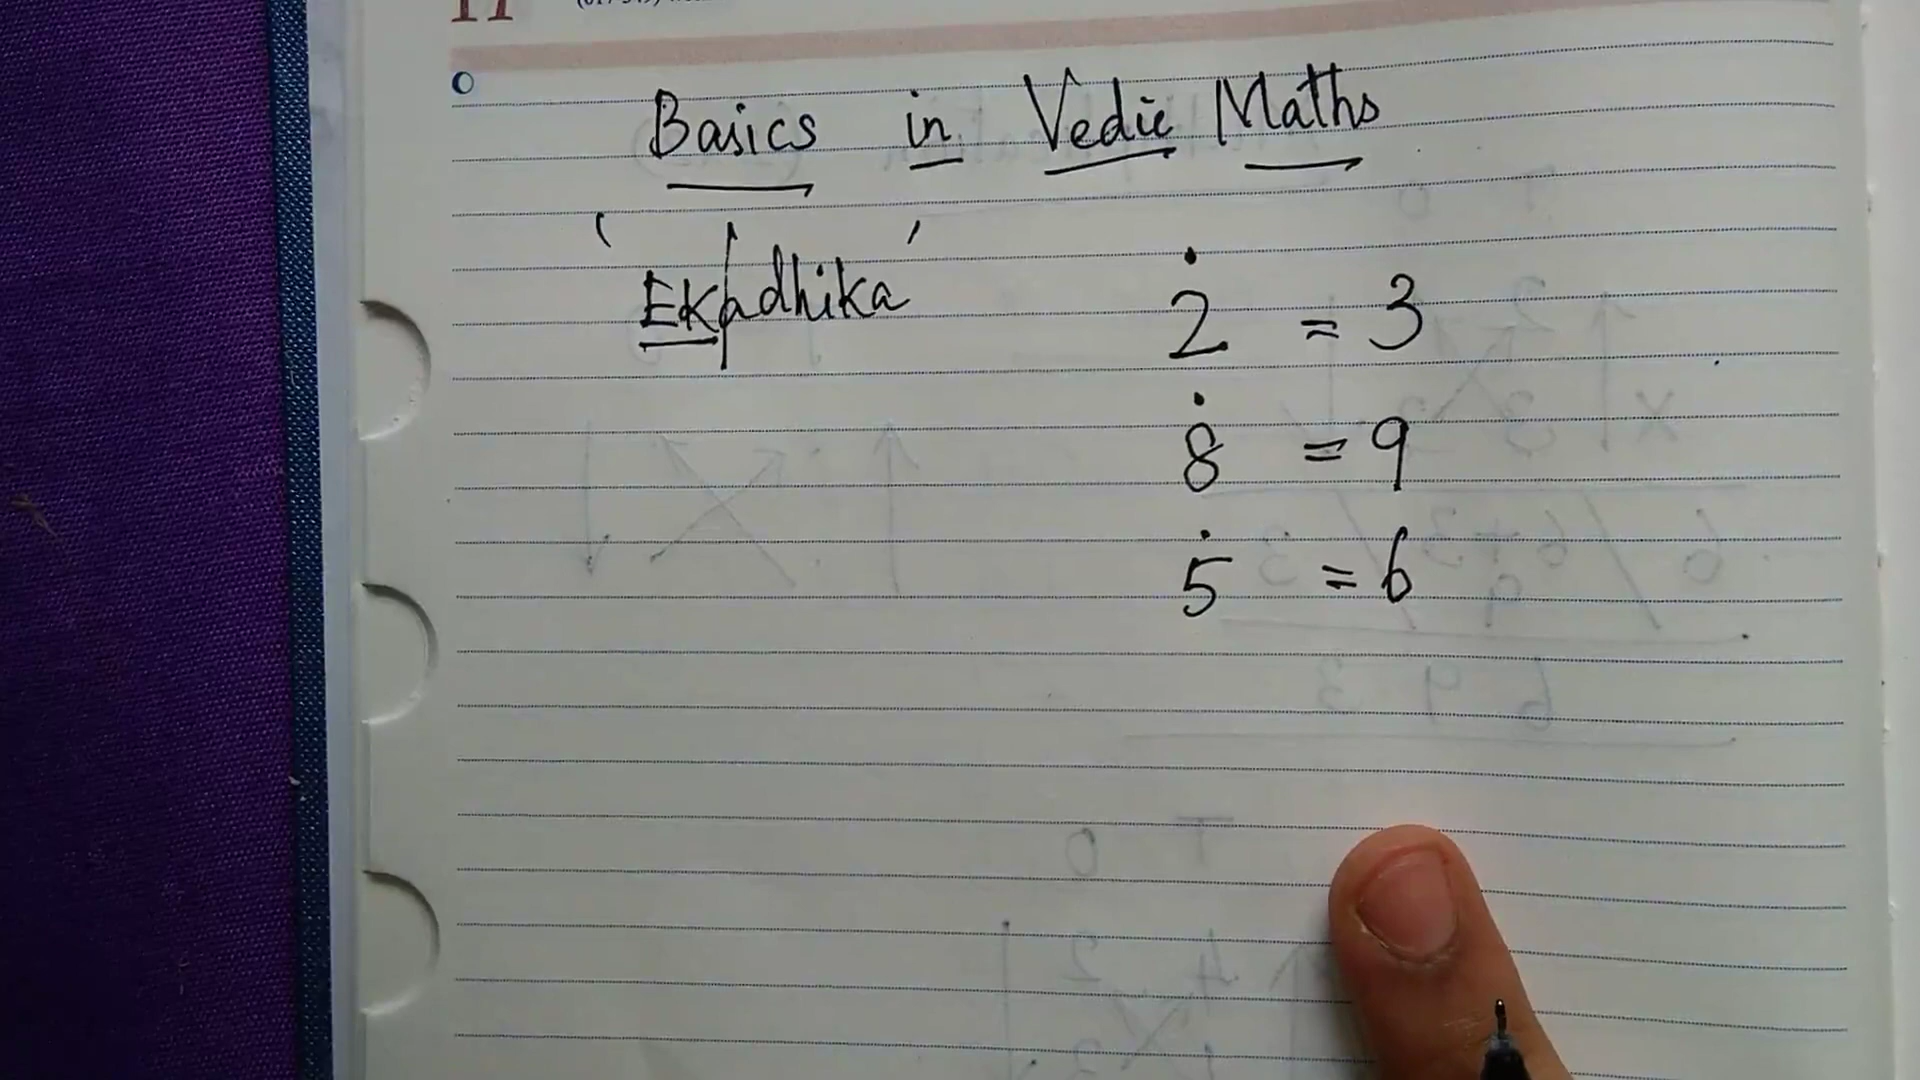 Basics in Vedic Maths
' EKAdhika '
2̇ = 3
8̇ = 9
5̇ = 6